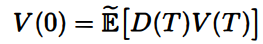 V(0) = 𝔼̃[D(T)V(T)]